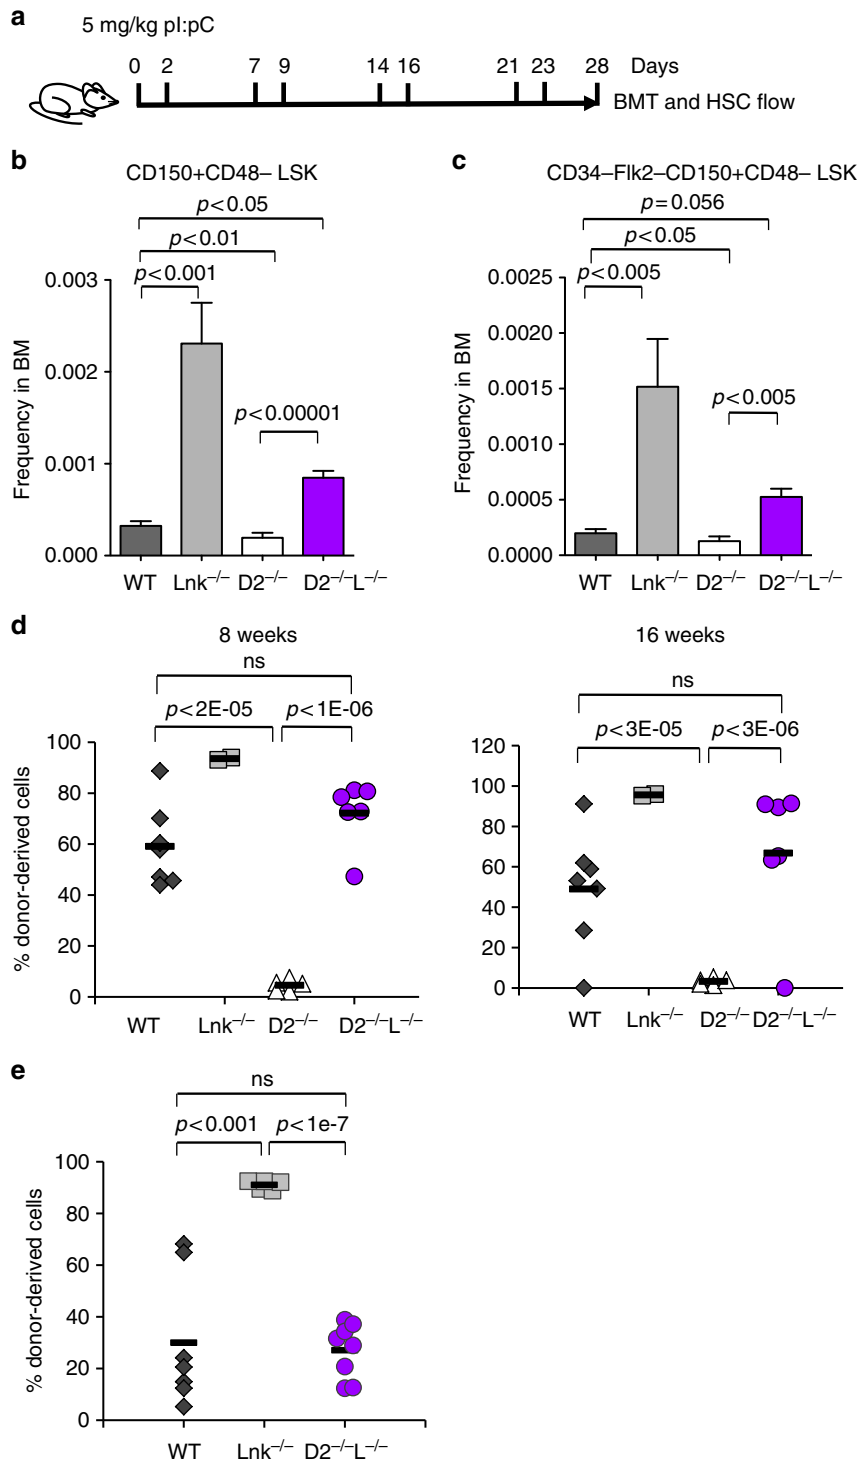 a
5 mg/kg pI:pC
0 2 7 9 14 16 21 23 28 Days
BMT and HSC flow
b
CD150+CD48– LSK
p<0.05
p<0.01
p<0.001
p<0.00001
Frequency in BM
0.003
0.002
0.001
0.000
WT Lnk–/– D2–/– D2–/–L–/–
c
CD34–Flk2–CD150+CD48– LSK
p=0.056
p<0.05
p<0.005
p<0.005
Frequency in BM
0.0025
0.0020
0.0015
0.0010
0.0005
0.0000
WT Lnk–/– D2–/– D2–/–L–/–
d
8 weeks
ns
p<2E-05 p<1E-06
% donor-derived cells
100
80
60
40
20
0
WT Lnk–/– D2–/– D2–/–L–/–
16 weeks
ns
p<3E-05 p<3E-06
120
100
80
60
40
20
0
WT Lnk–/– D2–/– D2–/–L–/–
e
ns
p<0.001 p<1e-7
% donor-derived cells
100
80
60
40
20
0
WT Lnk–/– D2–/–L–/–